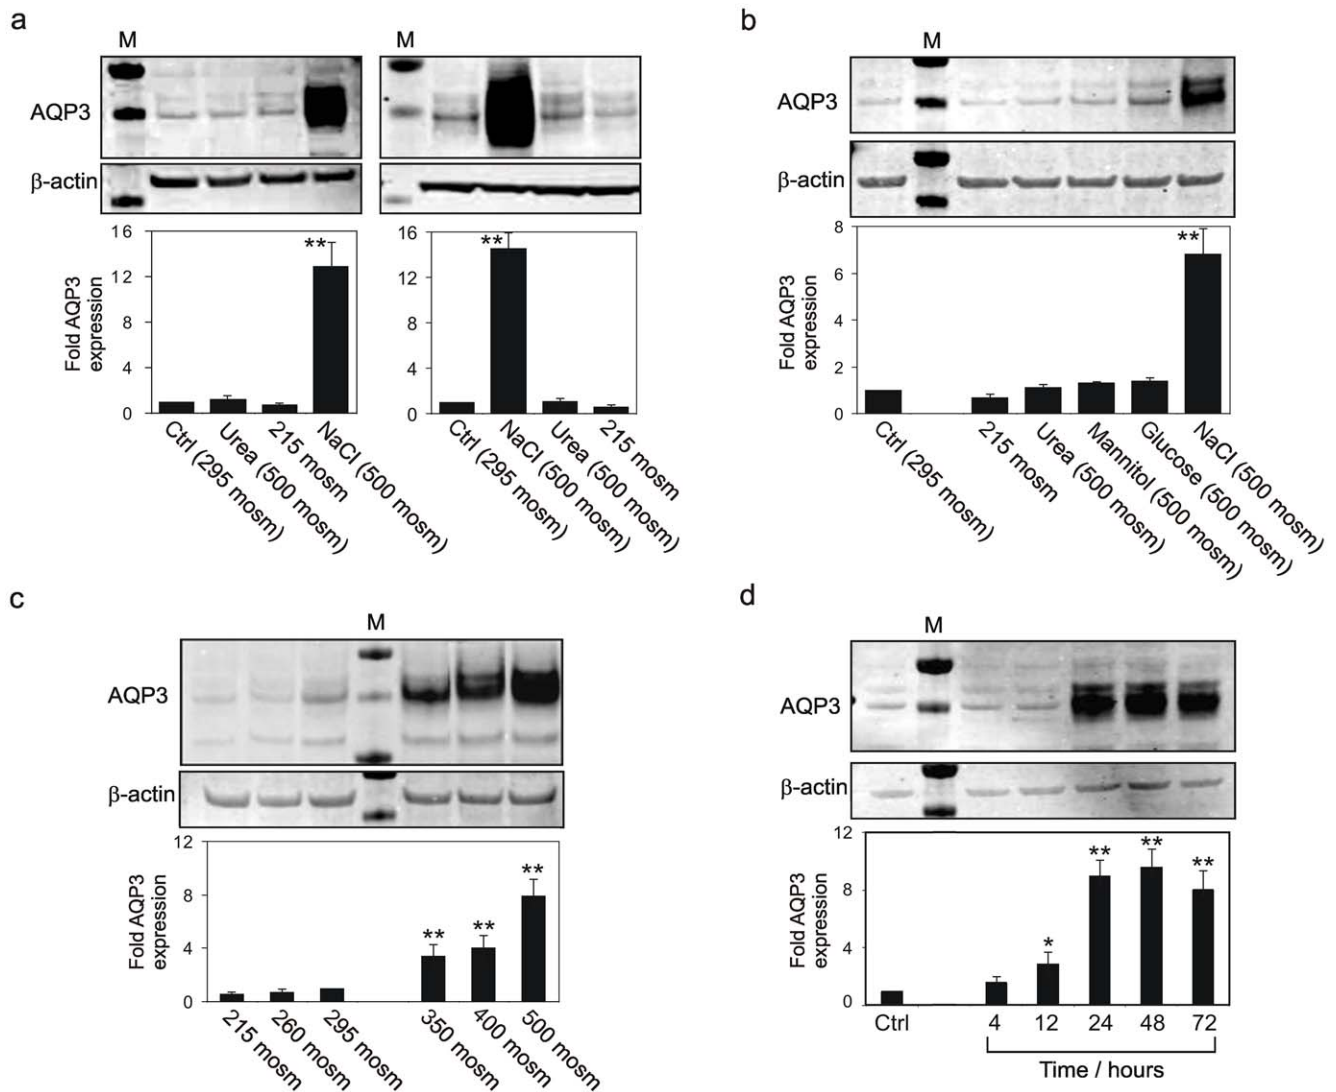 a
M
M
AQP3
β-actin
16
12
8
4
0
Fold AQP3
expression
**
Ctrl (295 mosm)
Urea (500 mosm)
215 mosm
NaCl (500 mosm)
16
12
8
4
0
**
Ctrl (295 mosm)
NaCl (500 mosm)
Urea (500 mosm)
215 mosm
b
M
AQP3
β-actin
8
6
4
2
0
Fold AQP3
expression
**
Ctrl (295 mosm)
215 mosm
Urea (500 mosm)
Mannitol (500 mosm)
Glucose (500 mosm)
NaCl (500 mosm)
c
M
AQP3
β-actin
12
8
4
0
Fold AQP3
expression
**
**
**
215 mosm
260 mosm
295 mosm
350 mosm
400 mosm
500 mosm
d
M
AQP3
β-actin
12
8
4
0
Fold AQP3
expression
*
**
**
**
Ctrl 4 12 24 48 72
Time / hours